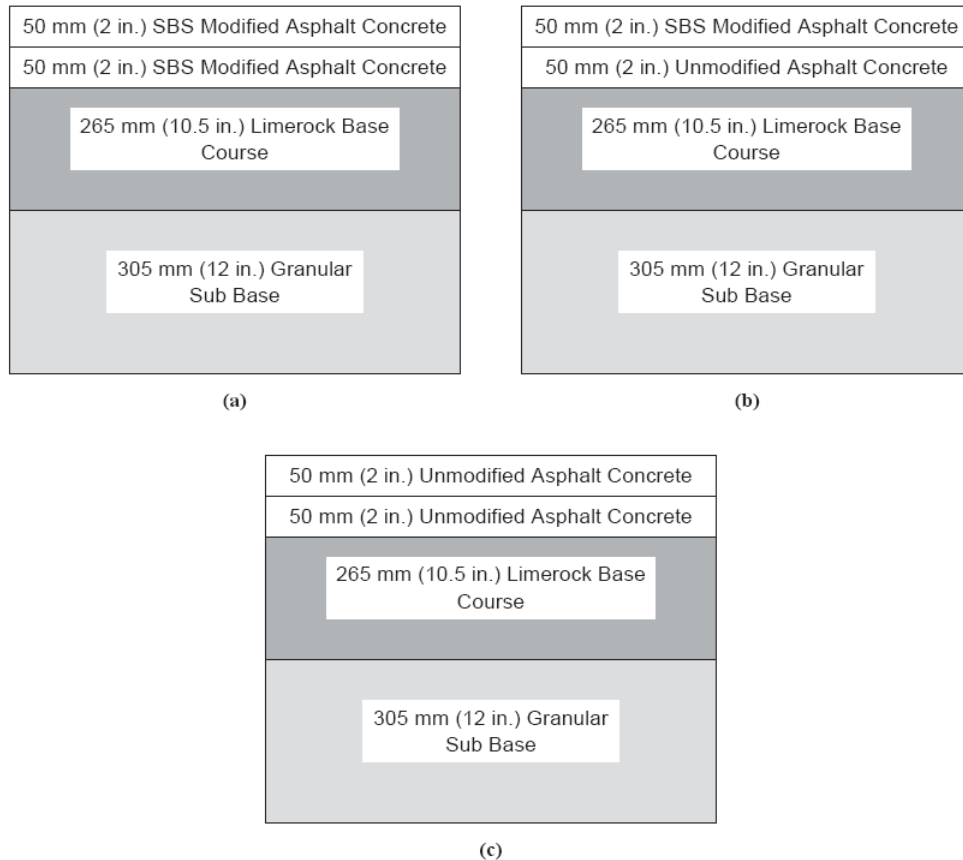 50 mm (2 in.) SBS Modified Asphalt Concrete
50 mm (2 in.) SBS Modified Asphalt Concrete
265 mm (10.5 in.) Limerock Base
Course
305 mm (12 in.) Granular
Sub Base
(a)
50 mm (2 in.) SBS Modified Asphalt Concrete
50 mm (2 in.) Unmodified Asphalt Concrete
265 mm (10.5 in.) Limerock Base
Course
305 mm (12 in.) Granular
Sub Base
(b)
50 mm (2 in.) Unmodified Asphalt Concrete
50 mm (2 in.) Unmodified Asphalt Concrete
265 mm (10.5 in.) Limerock Base
Course
305 mm (12 in.) Granular
Sub Base
(c)